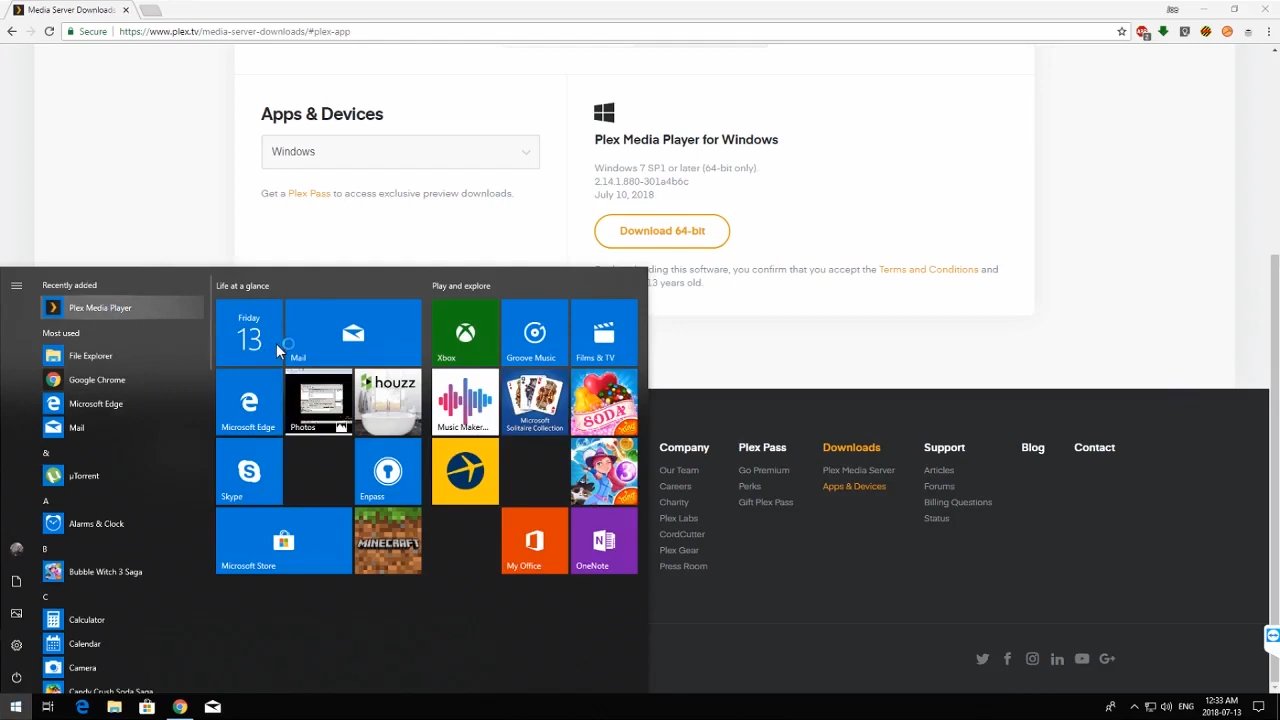 Media Server Downloads
Joe
Secure
https://www.plex.tv/media-server-downloads/#plex-app
Apps & Devices
Windows
Get a Plex Pass to access exclusive preview downloads.
Plex Media Player for Windows
Windows 7 SP1 or later (64-bit only).
2.14.1.880-301a4b6c
July 10, 2018
Download 64-bit
ding this software, you confirm that you accept the Terms and Conditions and
13 years old.
Recently added
Plex Media Player
Most used
File Explorer
Google Chrome
Microsoft Edge
Mail
&
µTorrent
A
Alarms & Clock
B
Bubble Witch 3 Saga
C
Calculator
Calendar
Camera
Candy Crush Soda Saga
Life at a glance
Friday
13
Mail
Microsoft Edge
Photos
houzz
Skype
Enpass
Microsoft Store
MINECRAFT
Play and explore
Xbox
Groove Music
Films & TV
Music Maker...
Microsoft
Solitaire Collection
SODA
3
My Office
OneNote
Company
Our Team
Careers
Charity
Plex Labs
CordCutter
Plex Gear
Press Room
Plex Pass
Go Premium
Perks
Gift Plex Pass
Downloads
Plex Media Server
Apps & Devices
Support
Articles
Forums
Billing Questions
Status
Blog
Contact
ENG
12:33 AM
2018-07-13